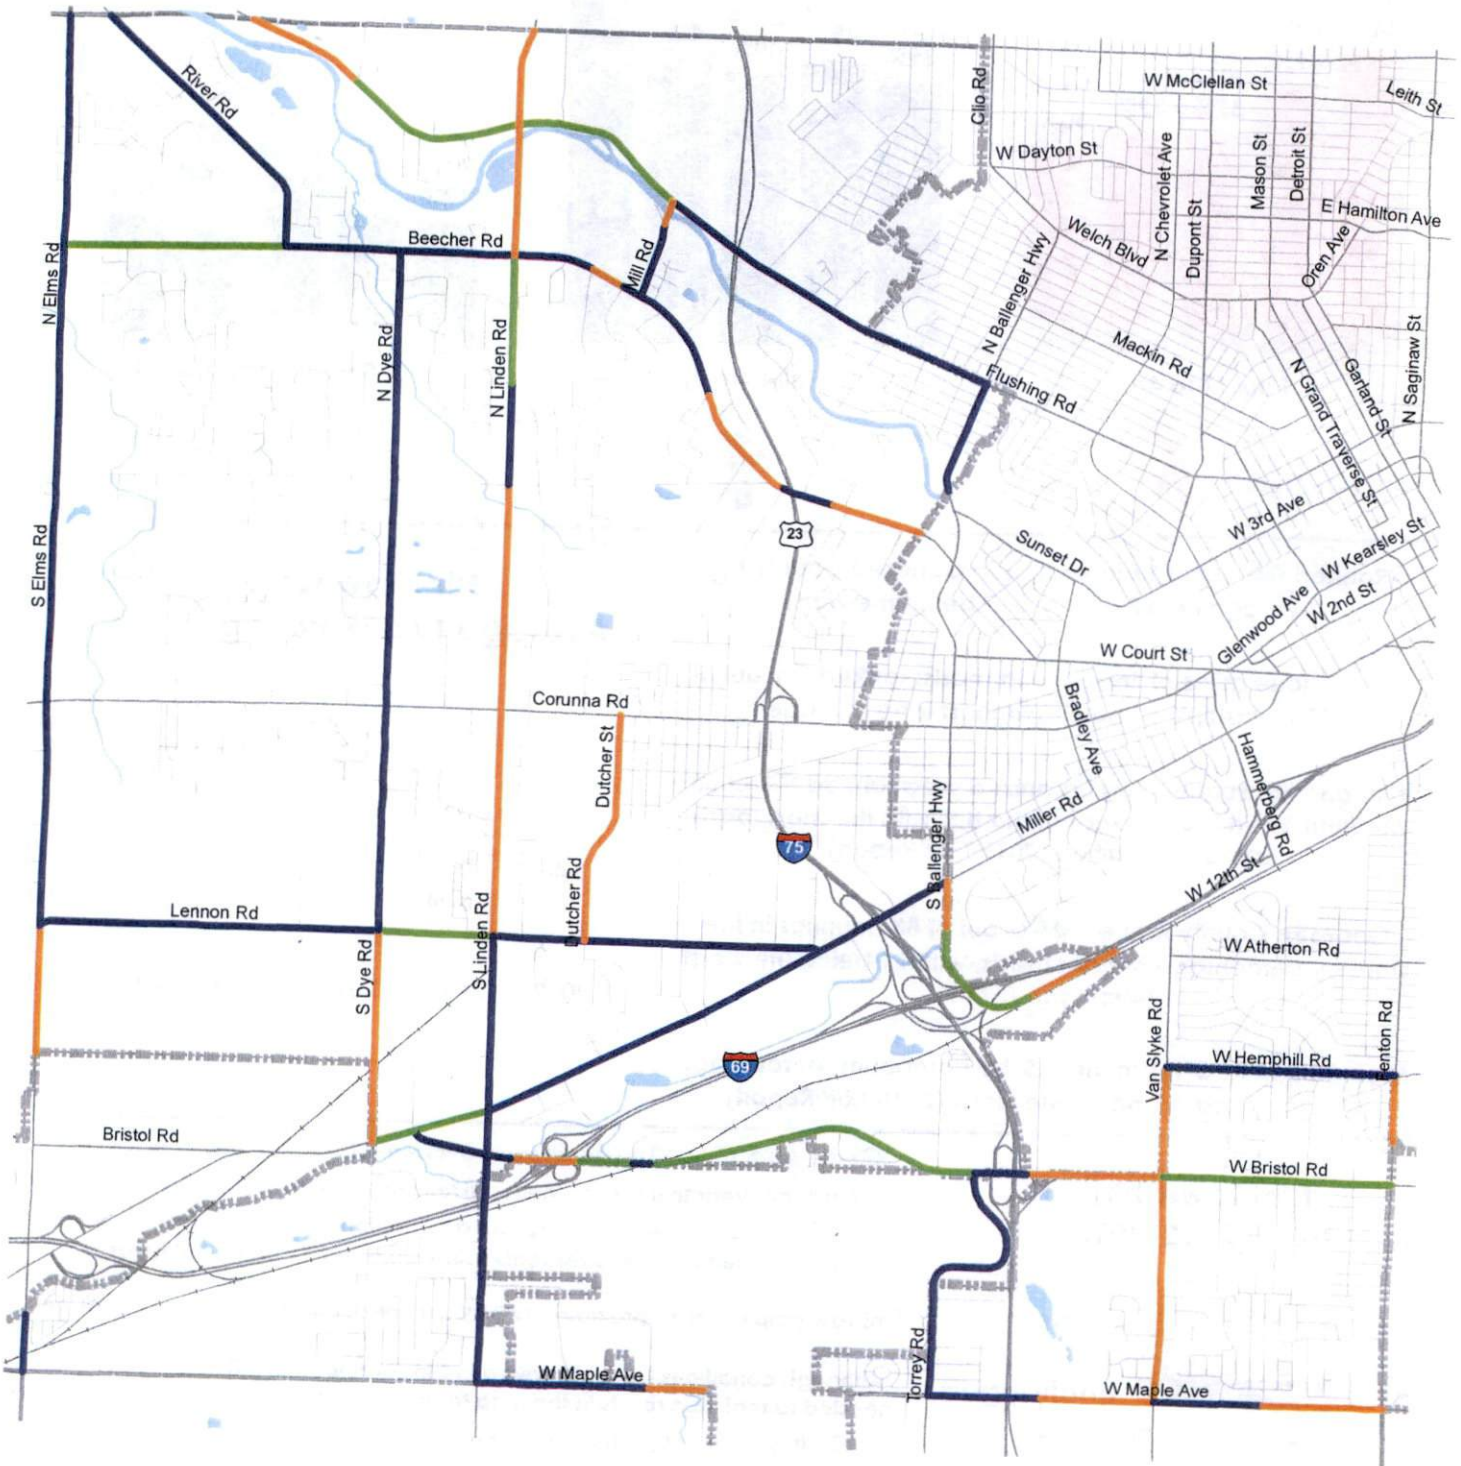 W McClellan St
Leith St
River Rd
Clio Rd
W Dayton St
N Chevrolet Ave
Mason St
Detroit St
Dupont St
E Hamilton Ave
Welch Blvd
Oren Ave
Beecher Rd
Mill Rd
N Elms Rd
N Ballenger Hwy
Mackin Rd
N Dye Rd
N Linden Rd
Flushing Rd
N Grand Traverse St
Garland St
N Saginaw St
W 3rd Ave
W Kearsley St
23
Sunset Dr
S Elms Rd
Glenwood Ave
W 2nd St
W Court St
Corunna Rd
Bradley Ave
Dutcher St
Hammerberg Rd
S Ballenger Hwy
Miller Rd
75
W 12th St
Dutcher Rd
Lennon Rd
S Linden Rd
S Dye Rd
W Atherton Rd
Van Slyke Rd
Fenton Rd
W Hemphill Rd
69
Bristol Rd
W Bristol Rd
Torrey Rd
W Maple Ave
W Maple Ave